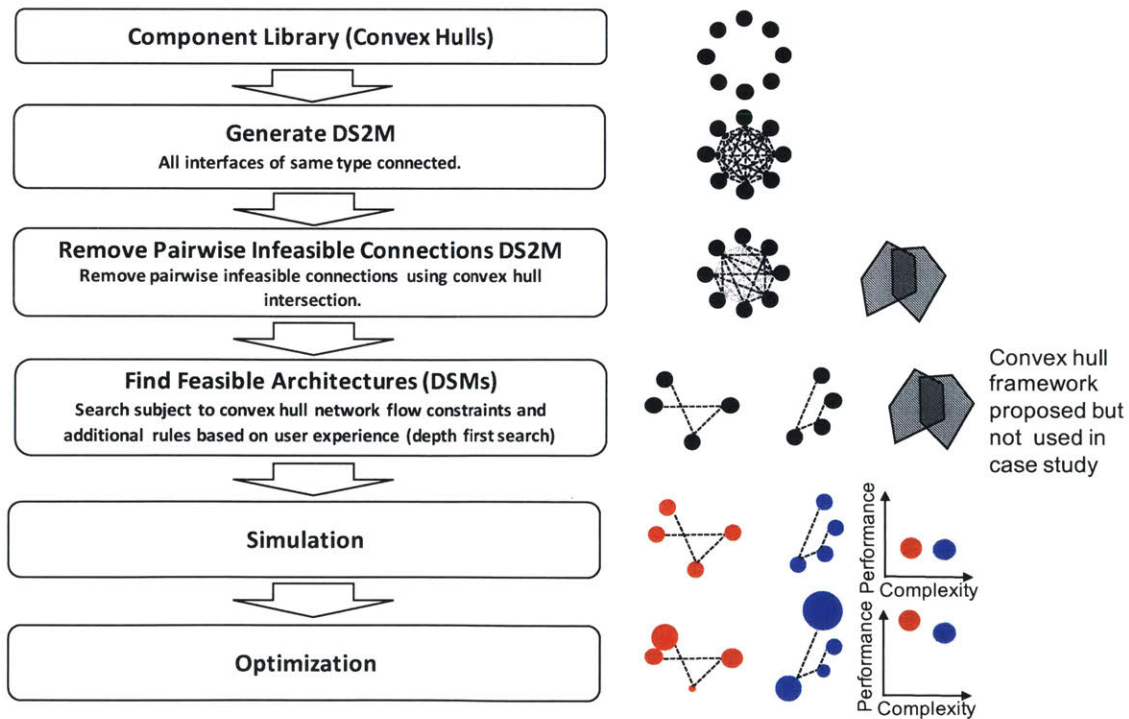 Component Library (Convex Hulls)
Generate DS2M
All interfaces of same type connected.
Remove Pairwise Infeasible Connections DS2M
Remove pairwise infeasible connections using convex hull
intersection.
Find Feasible Architectures (DSMs)
Search subject to convex hull network flow constraints and
additional rules based on user experience (depth first search)
Convex hull
framework
proposed but
not used in
case study
Simulation
Performance
Complexity
Optimization
Performance
Complexity